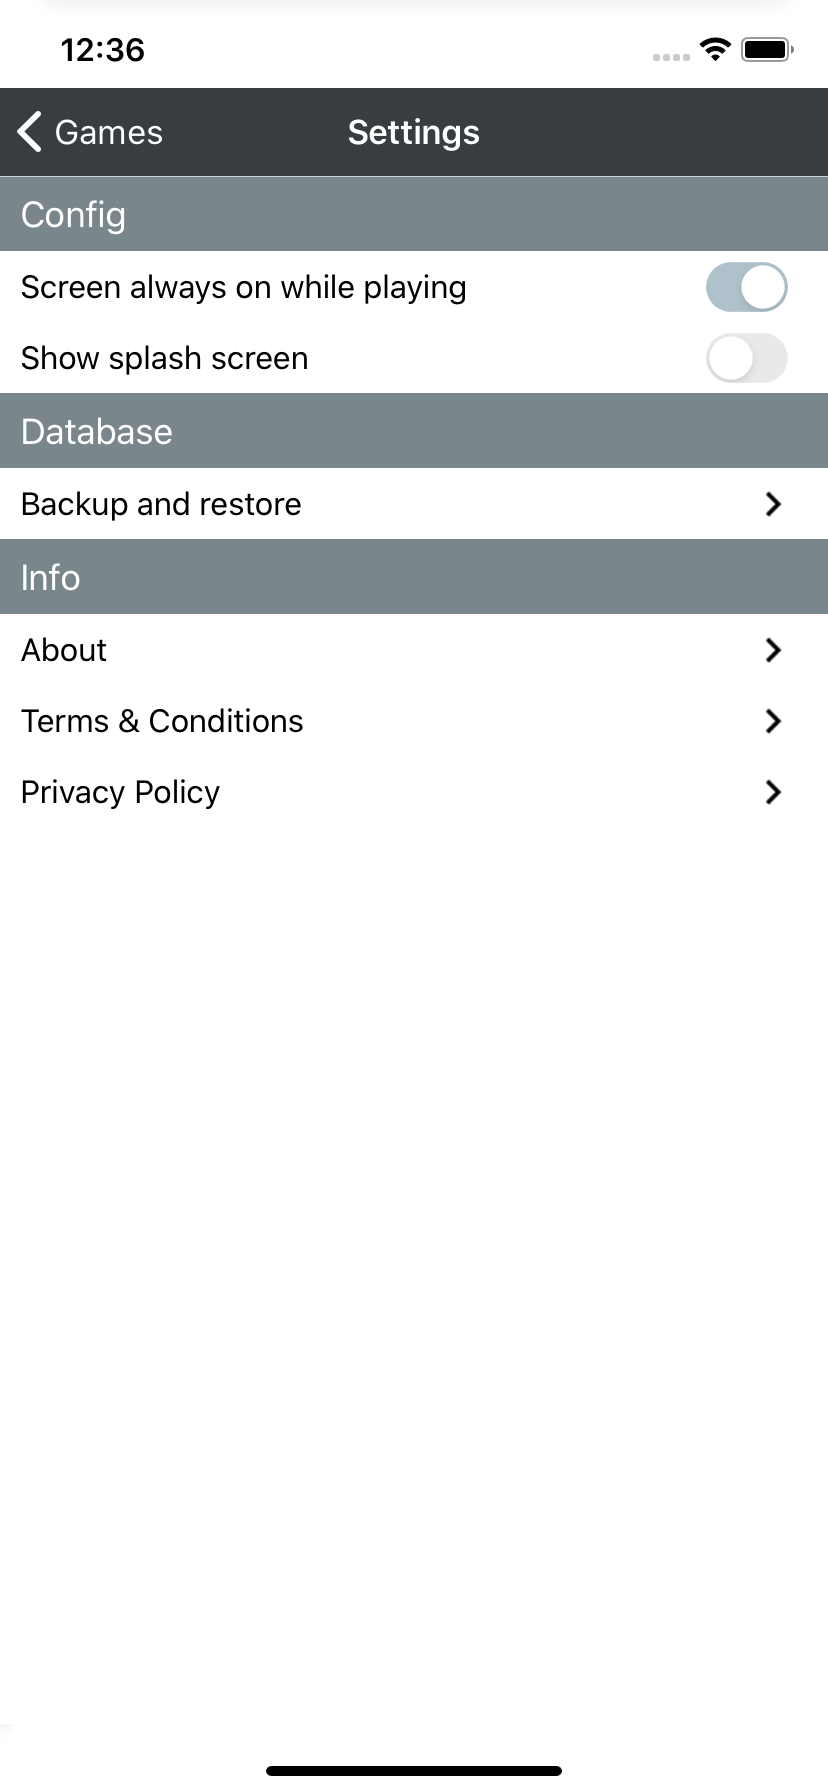 12:36
Games
Settings
Config
Screen always on while playing
Show splash screen
Database
Backup and restore
Info
About
Terms & Conditions
Privacy Policy